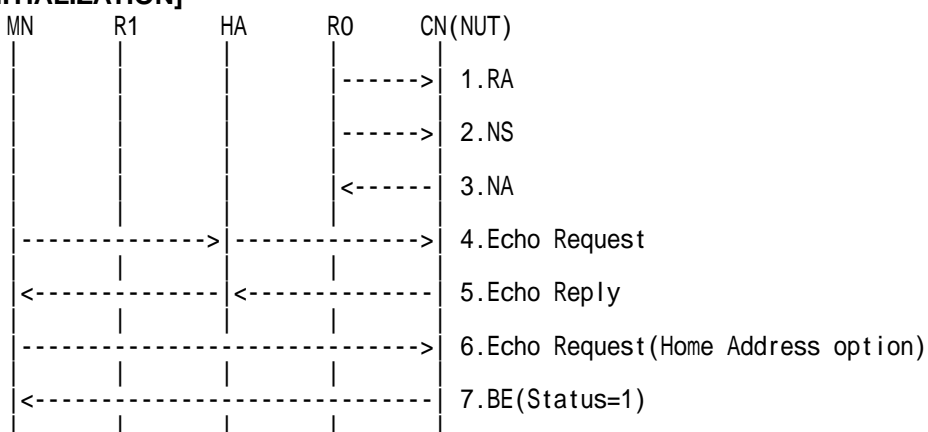 MN R1 HA R0 CN(NUT)
1.RA
2.NS
3.NA
4.Echo Request
5.Echo Reply
6.Echo Request(Home Address option)
7.BE(Status=1)